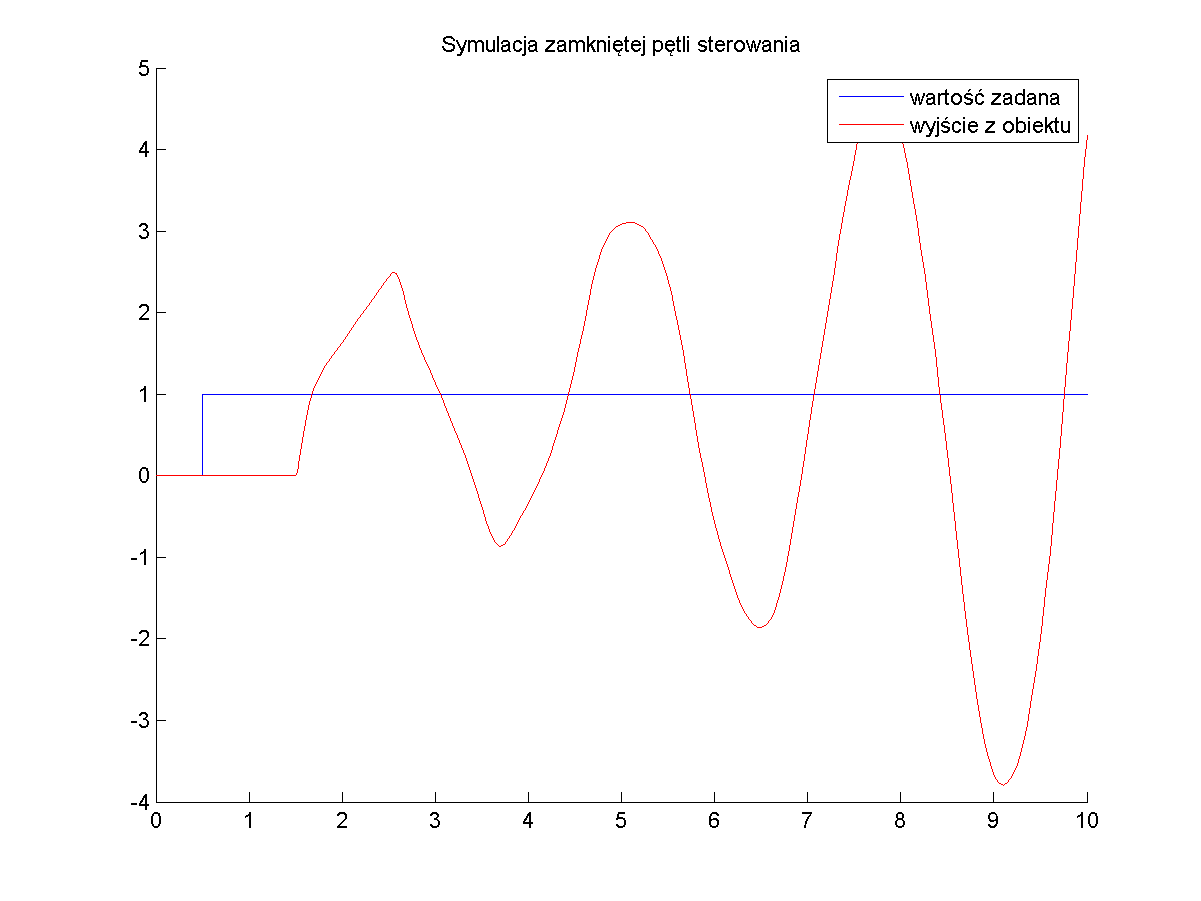 Symulacja zamkniętej pętli sterowania
wartość zadana
wyjście z obiektu
5
4
3
2
1
0
-1
-2
-3
-4
0 1 2 3 4 5 6 7 8 9 10